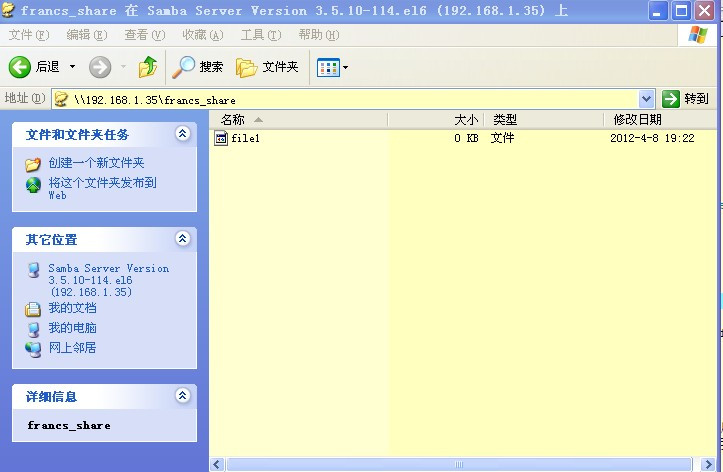 francs_share 在 Samba Server Version 3.5.10-114.el6 (192.168.1.35) 上
文件(F) 编辑(E) 查看(V) 收藏(A) 工具(T) 帮助(H)
后退 搜索 文件夹
地址(D) \\192.168.1.35\francs_share 转到
文件和文件夹任务
创建一个新文件夹
将这个文件夹发布到
Web
其它位置
Samba Server Version
3.5.10-114.el6
(192.168.1.35)
我的文档
我的电脑
网上邻居
详细信息
francs_share
名称 大小 类型 修改日期
file1 0 KB 文件 2012-4-8 19:22